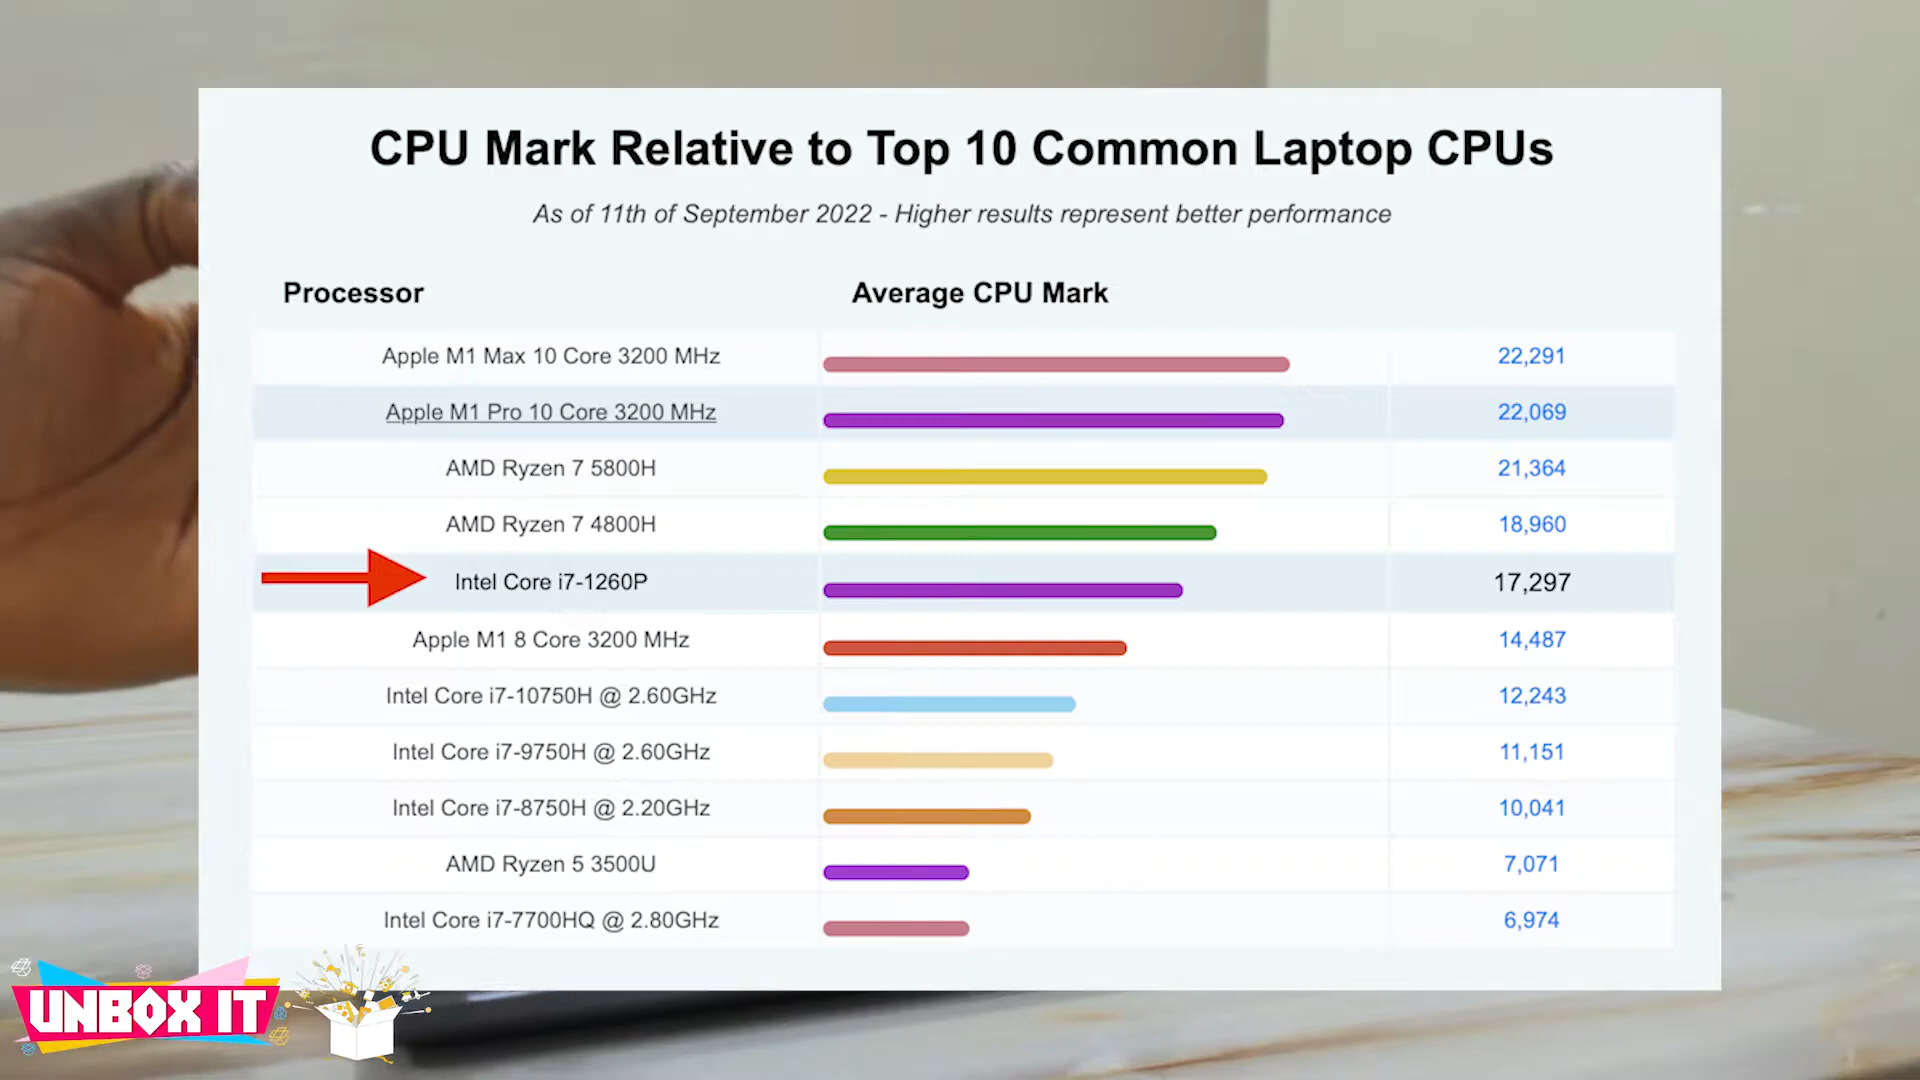 CPU Mark Relative to Top 10 Common Laptop CPUs
As of 11th of September 2022 - Higher results represent better performance
Processor Average CPU Mark
Apple M1 Max 10 Core 3200 MHz 22,291
Apple M1 Pro 10 Core 3200 MHz 22,069
AMD Ryzen 7 5800H 21,364
AMD Ryzen 7 4800H 18,960
Intel Core i7-1260P 17,297
Apple M1 8 Core 3200 MHz 14,487
Intel Core i7-10750H @ 2.60GHz 12,243
Intel Core i7-9750H @ 2.60GHz 11,151
Intel Core i7-8750H @ 2.20GHz 10,041
AMD Ryzen 5 3500U 7,071
Intel Core i7-7700HQ @ 2.80GHz 6,974
UNBOX IT